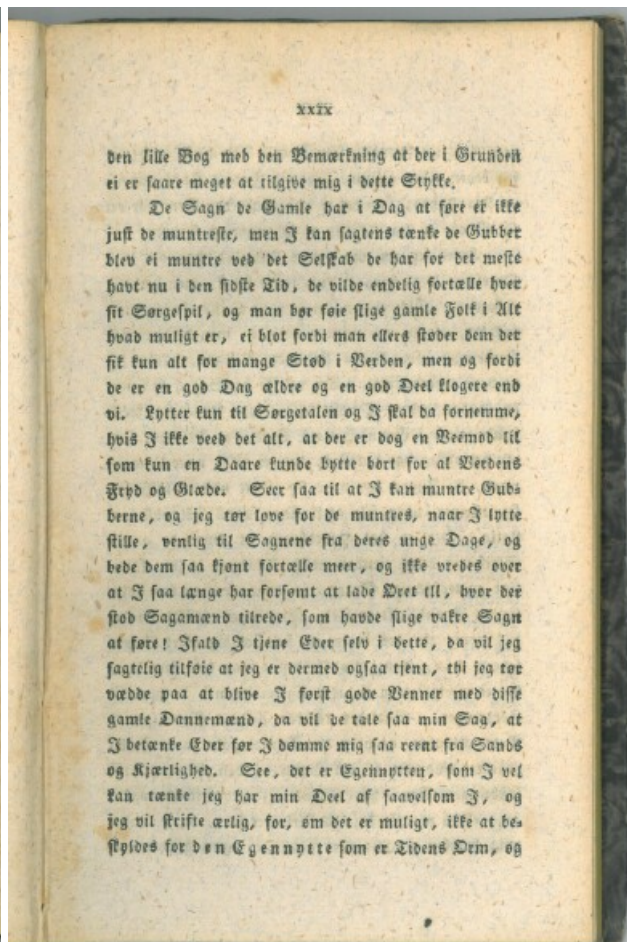 XXIX
den lille Bog med den Bemærkning at der i Grunden
ei er saare meget at tilgive mig i dette Stykke.
De Sagn de Gamle har i Dag at føre er ikke
just de muntreste, men I kan sagtens tænke de Gubber
blev ei muntre ved det Selskab de har for det meste
havt nu i den sidste Tid, de vilde endelig fortælle hver
sit Sørgespil, og man bør føie slige gamle Folk i Alt
hvad muligt er, ei blot fordi man ellers støder dem der
fik kun alt for mange Stød i Verden, men og fordi
de er en god Dag ældre og en god Deel klogere end
vi. Lytter kun til Sørgetalen og I skal da fornemme,
hvis I ikke veed det alt, at der er dog en Veemod til
som kun en Daare kunde bytte bort for al Verdens
Fryd og Glæde. Seer saa til at I kan muntre Gub-
berne, og jeg tør love for de muntres, naar I lytte
stille, venlig til Sagnene fra deres unge Dage, og
bede dem saa kjønt fortælle meer, og ikke vredes over
at I saa længe har forsømt at lade Øret til, hvor der
stod Sagamænd tilrede, som havde slige vakre Sagn
at føre! Ifald I tjene Eder selv i dette, da vil jeg
sagtelig tilføie at jeg er dermed ogsaa tjent, thi jeg tør
vædde paa at blive I først gode Venner med disse
gamle Dannemænd, da vil de tale saa min Sag, at
I betænke Eder før I dømme mig saa reent fra Sands
og Kjærlighed. See, det er Egennytten, som I vel
kan tænke jeg har min Deel af saavelsom I, og
jeg vil skrifte ærlig, for, om det er muligt, ikke at be-
skyldes for den Egennytte som er Tidens Orm, og